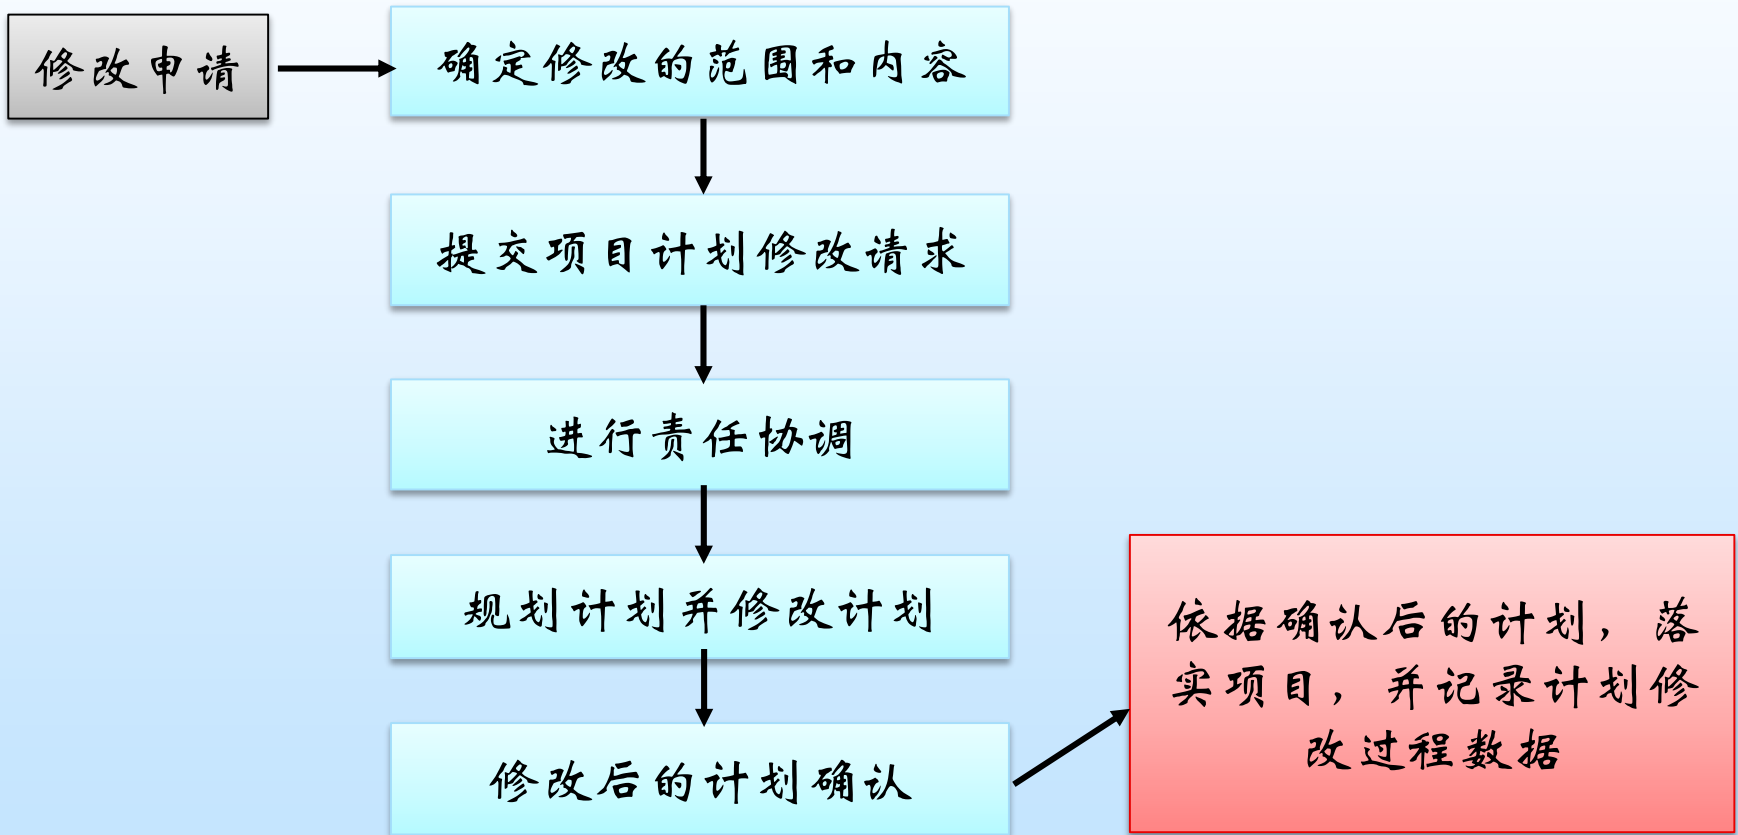 修改申请
确定修改的范围和内容
提交项目计划修改请求
进行责任协调
规划计划并修改计划
修改后的计划确认
依据确认后的计划，落
实项目，并记录计划修
改过程数据